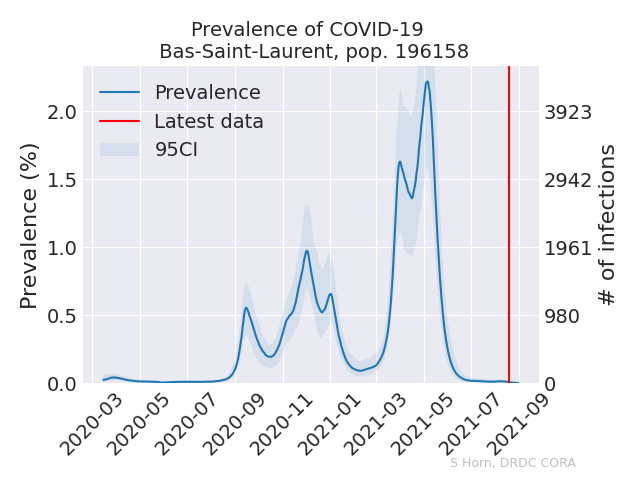 Prevalence of COVID-19
Bas-Saint-Laurent, pop. 196158
Prevalence
Latest data
95CI
Prevalence (%)
2.0
1.5
1.0
0.5
0.0
3923
2942
1961
980
0
# of infections
2020-03
2020-05
2020-07
2020-09
2020-11
2021-01
2021-03
2021-05
2021-07
2021-09
S Horn, DRDC CORA